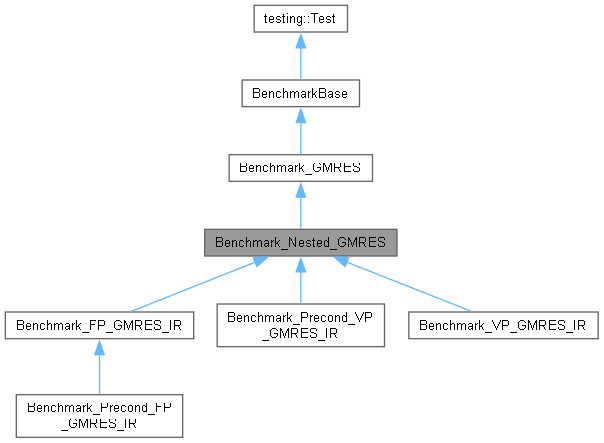 testing::Test
BenchmarkBase
Benchmark_GMRES
Benchmark_Nested_GMRES
Benchmark_FP_GMRES_IR
Benchmark_Precond_VP
_GMRES_IR
Benchmark_VP_GMRES_IR
Benchmark_Precond_FP
_GMRES_IR